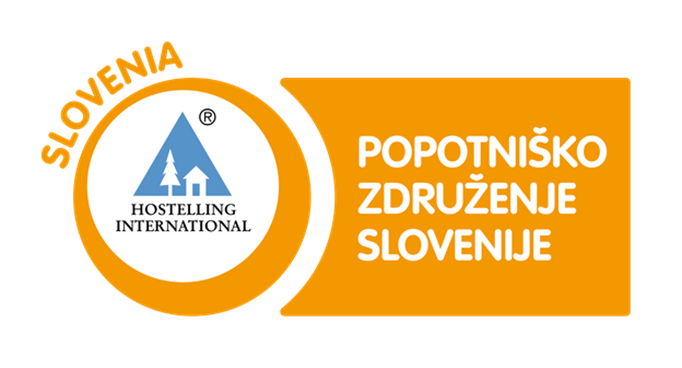 SLOVENIA
®
HOSTELLING
INTERNATIONAL
POPOTNIŠKO
ZDRUŽENJE
SLOVENIJE